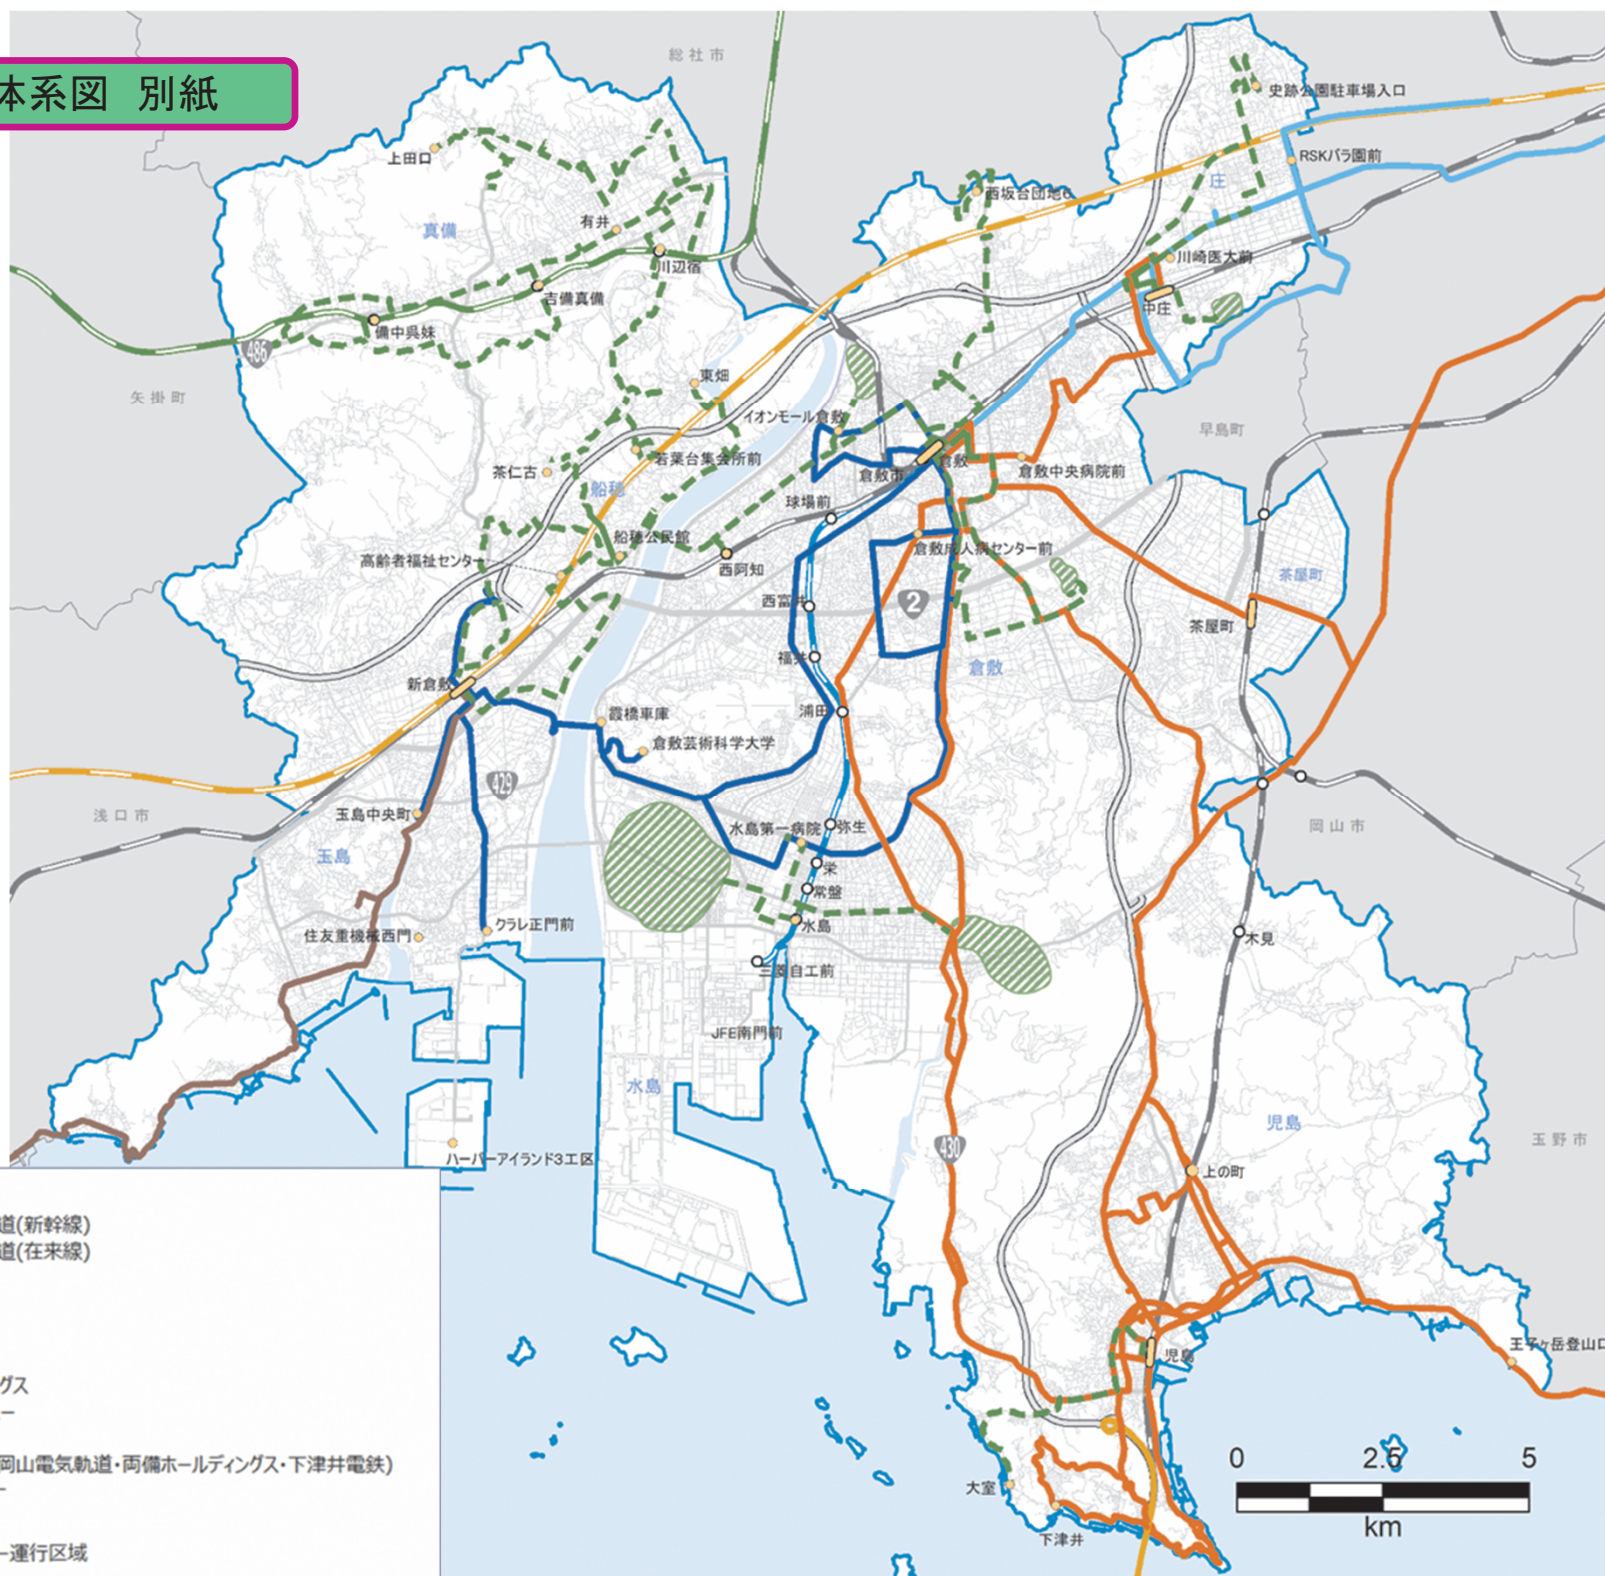 体系図 別紙
総社市
史跡公園駐車場入口
RSKバラ園前
庄
上田口
西坂台団地6
真備
有井
川辺宿
川崎医大前
吉備真備
中庄
備中呉妹
486
東畑
矢掛町
イオンモール倉敷
早島町
若葉台集会所前
倉敷
倉敷市
倉敷中央病院前
茶仁古
船穂
球場前
船穂公民館
倉敷成人病センター前
高齢者福祉センター
西阿知
茶屋町
西富井
2
茶屋町
福井
倉敷
新倉敷
霞橋車庫
浦田
倉敷芸術科学大学
429
玉島中央町
浅口市
水島第一病院
弥生
岡山市
玉島
栄
常盤
クラレ正門前
水島
住友重機械西門
木見
三菱自工前
JFE南門前
水島
児島
玉野市
430
ハーバーアイランド3工区
上の町
道(新幹線)
道(在来線)
王子ヶ岳登山口
児島
グス
ー
岡山電気軌道・両備ホールディングス・下津井電鉄)
ー
0 2.5 5
km
大室
下津井
ー運行区域